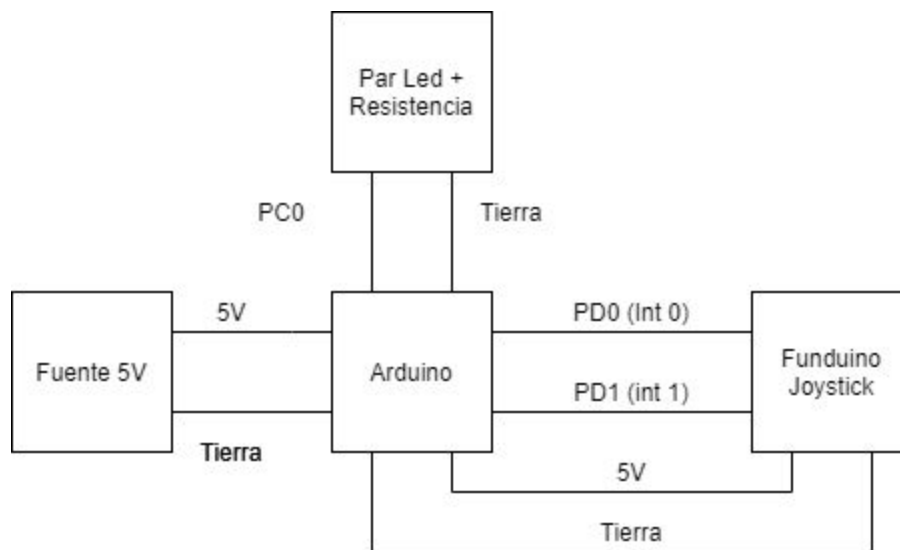 Par Led +
Resistencia
PC0
Tierra
5V
PD0 (Int 0)
Fuente 5V
Arduino
Funduino
Joystick
PD1 (int 1)
Tierra
5V
Tierra